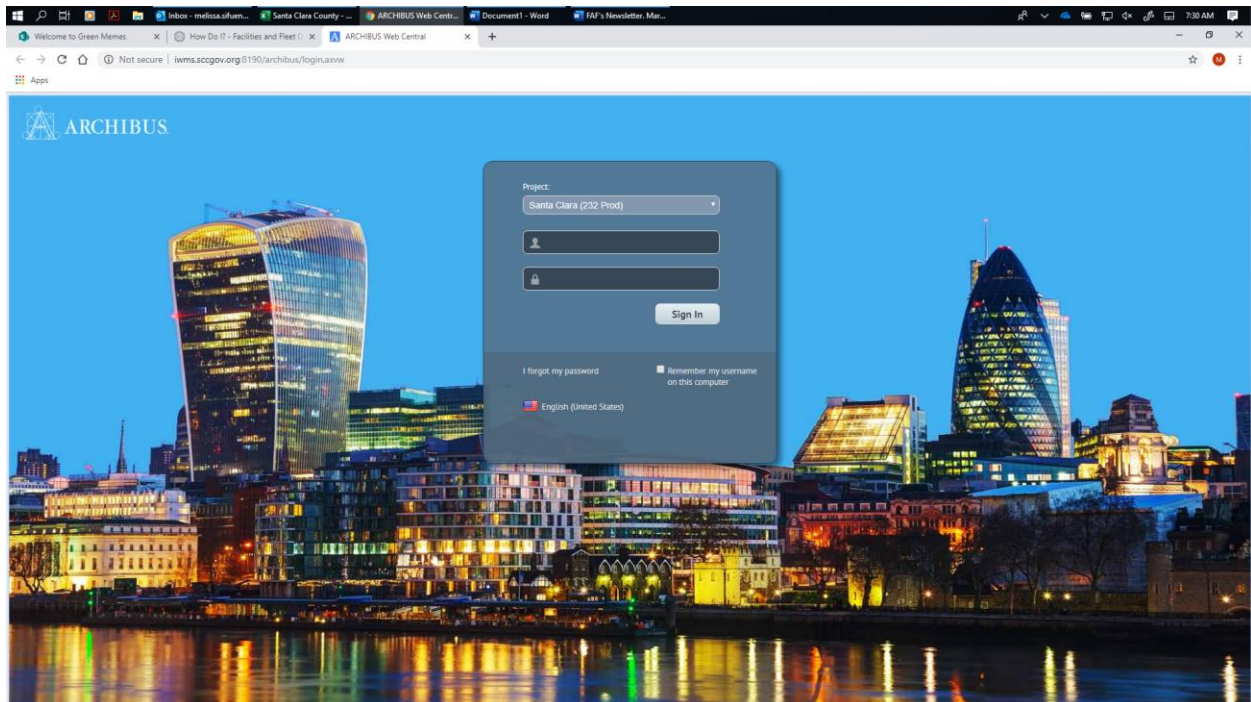 Inbox - melissa.sifuen...
Santa Clara County - ...
ARCHIBUS Web Centr...
Document1 - Word
FAF's Newsletter. Mar...
7:30 AM
Welcome to Green Memes
How Do I? - Facilities and Fleet D
ARCHIBUS Web Central
Not secure | iwms.sccgov.org:8190/archibus/login.axvw
M
Apps
ARCHIBUS.
Project:
Santa Clara (232 Prod)
Sign In
I forgot my password
Remember my username
on this computer
English (United States)